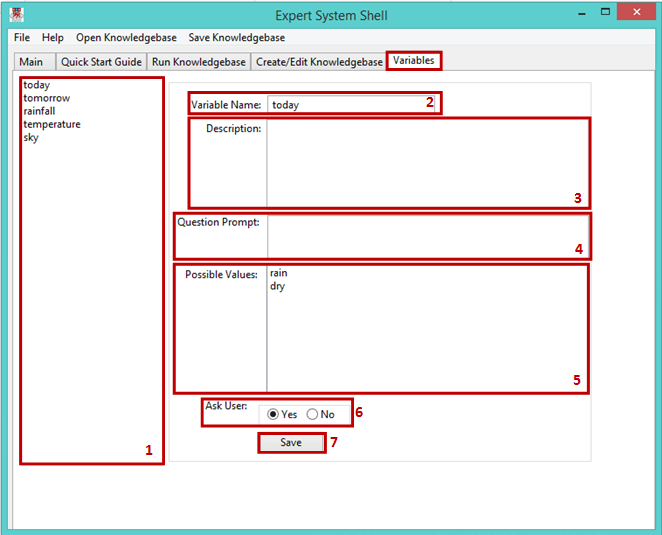 Expert System Shell
File Help Open Knowledgebase Save Knowledgebase
Main Quick Start Guide Run Knowledgebase Create/Edit Knowledgebase Variables
today
tomorrow
rainfall
temperature
sky
1
Variable Name: today 2
Description:
3
Question Prompt:
4
Possible Values: rain
dry
5
Ask User: Yes No 6
Save 7